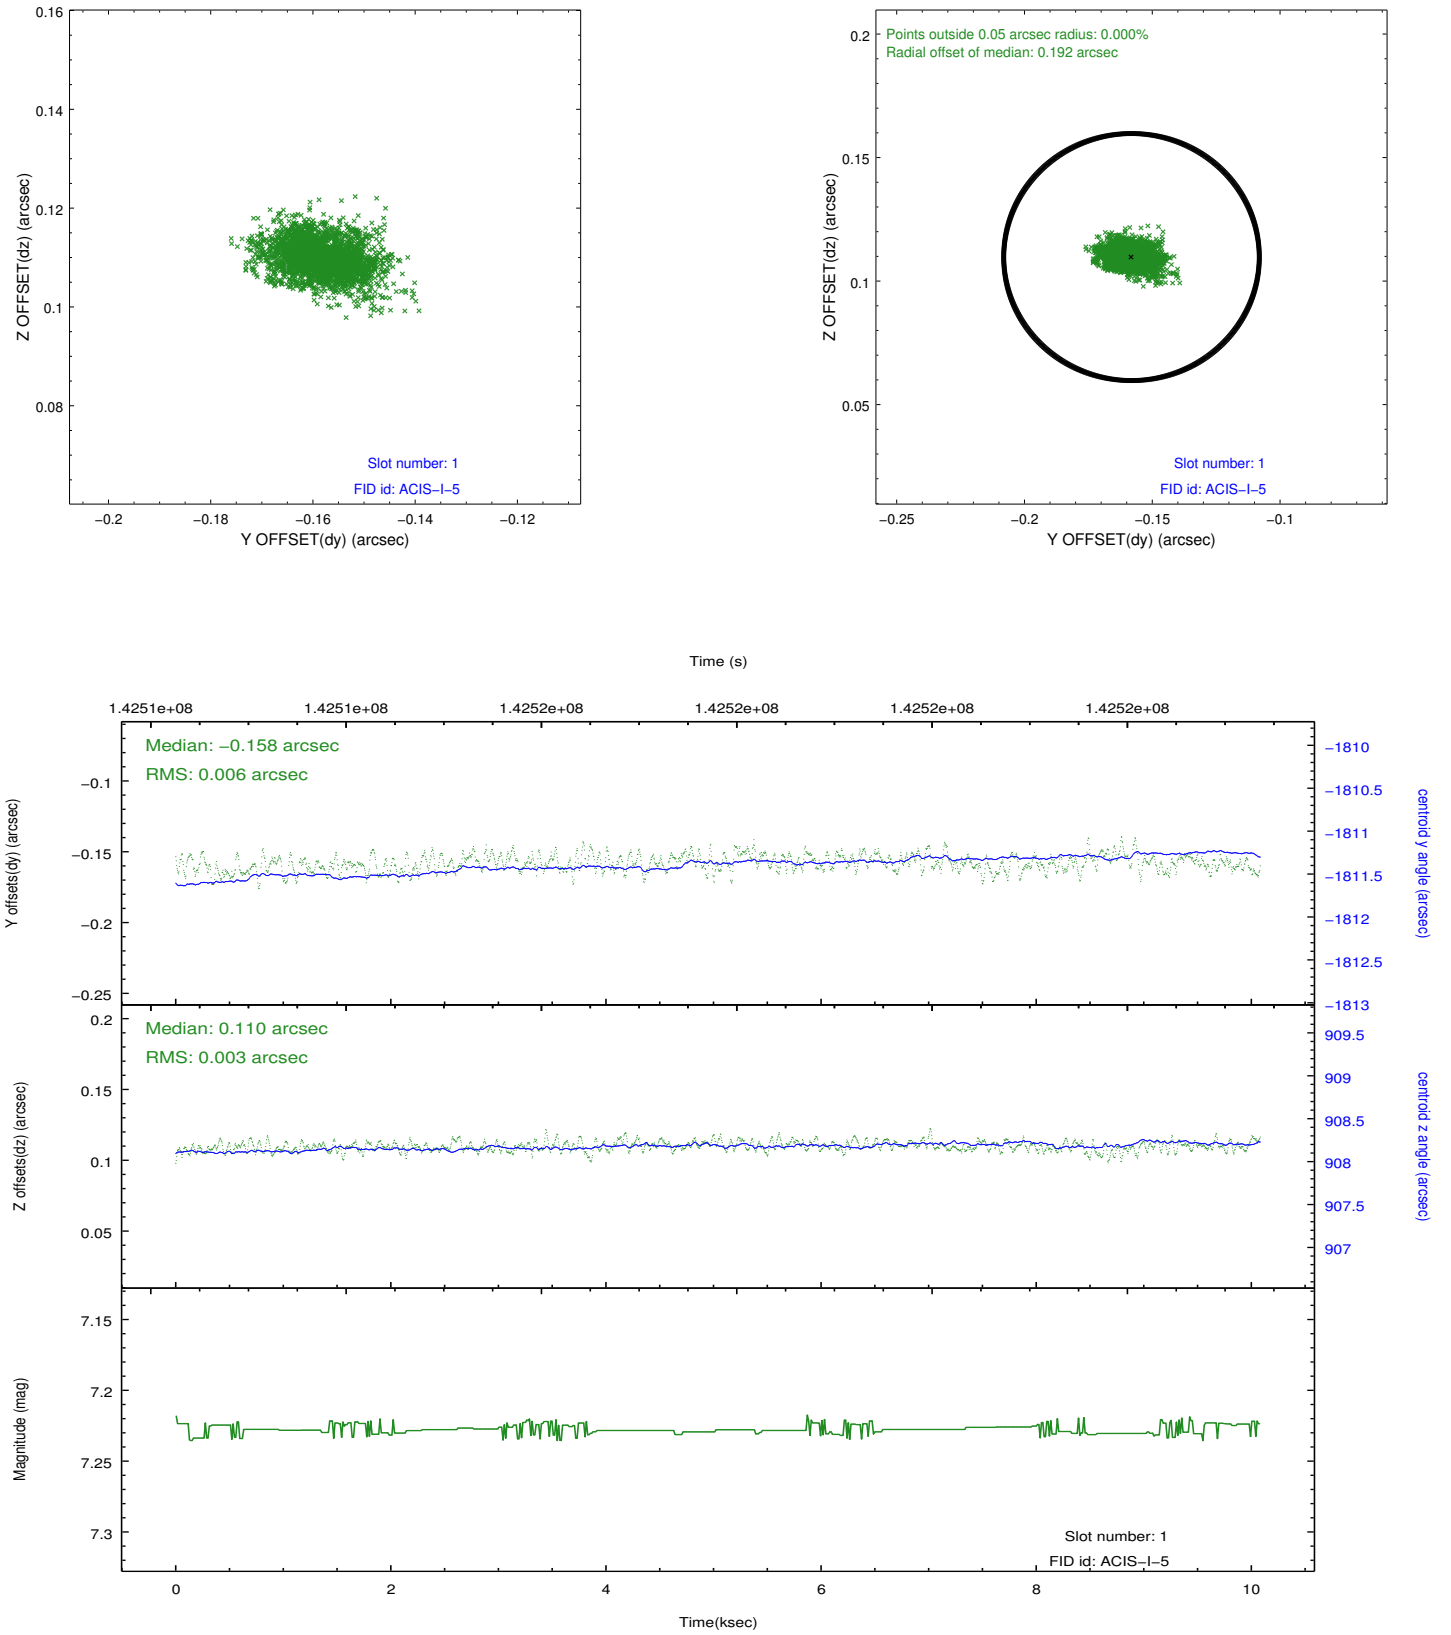 0.16
0.14
0.12
0.1
0.08
Z OFFSET(dz) (arcsec)
Slot number: 1
FID id: ACIS−I−5
−0.2 −0.18 −0.16 −0.14 −0.12
Y OFFSET(dy) (arcsec)
Points outside 0.05 arcsec radius: 0.000%
Radial offset of median: 0.192 arcsec
0.2
0.15
0.1
0.05
Z OFFSET(dz) (arcsec)
Slot number: 1
FID id: ACIS−I−5
−0.25 −0.2 −0.15 −0.1
Y OFFSET(dy) (arcsec)
Time (s)
1.4251e+08 1.4251e+08 1.4252e+08 1.4252e+08 1.4252e+08 1.4252e+08
Median: −0.158 arcsec
RMS: 0.006 arcsec
−0.1
−0.15
−0.2
−0.25
Y offsets(dy) (arcsec)
−1810
−1810.5
−1811
−1811.5
−1812
−1812.5
−1813
centroid y angle (arcsec)
Median: 0.110 arcsec
RMS: 0.003 arcsec
0.2
0.15
0.1
0.05
Z offsets(dz) (arcsec)
909.5
909
908.5
908
907.5
907
centroid z angle (arcsec)
7.15
7.2
7.25
7.3
Magnitude (mag)
Slot number: 1
FID id: ACIS−I−5
0 2 4 6 8 10
Time(ksec)